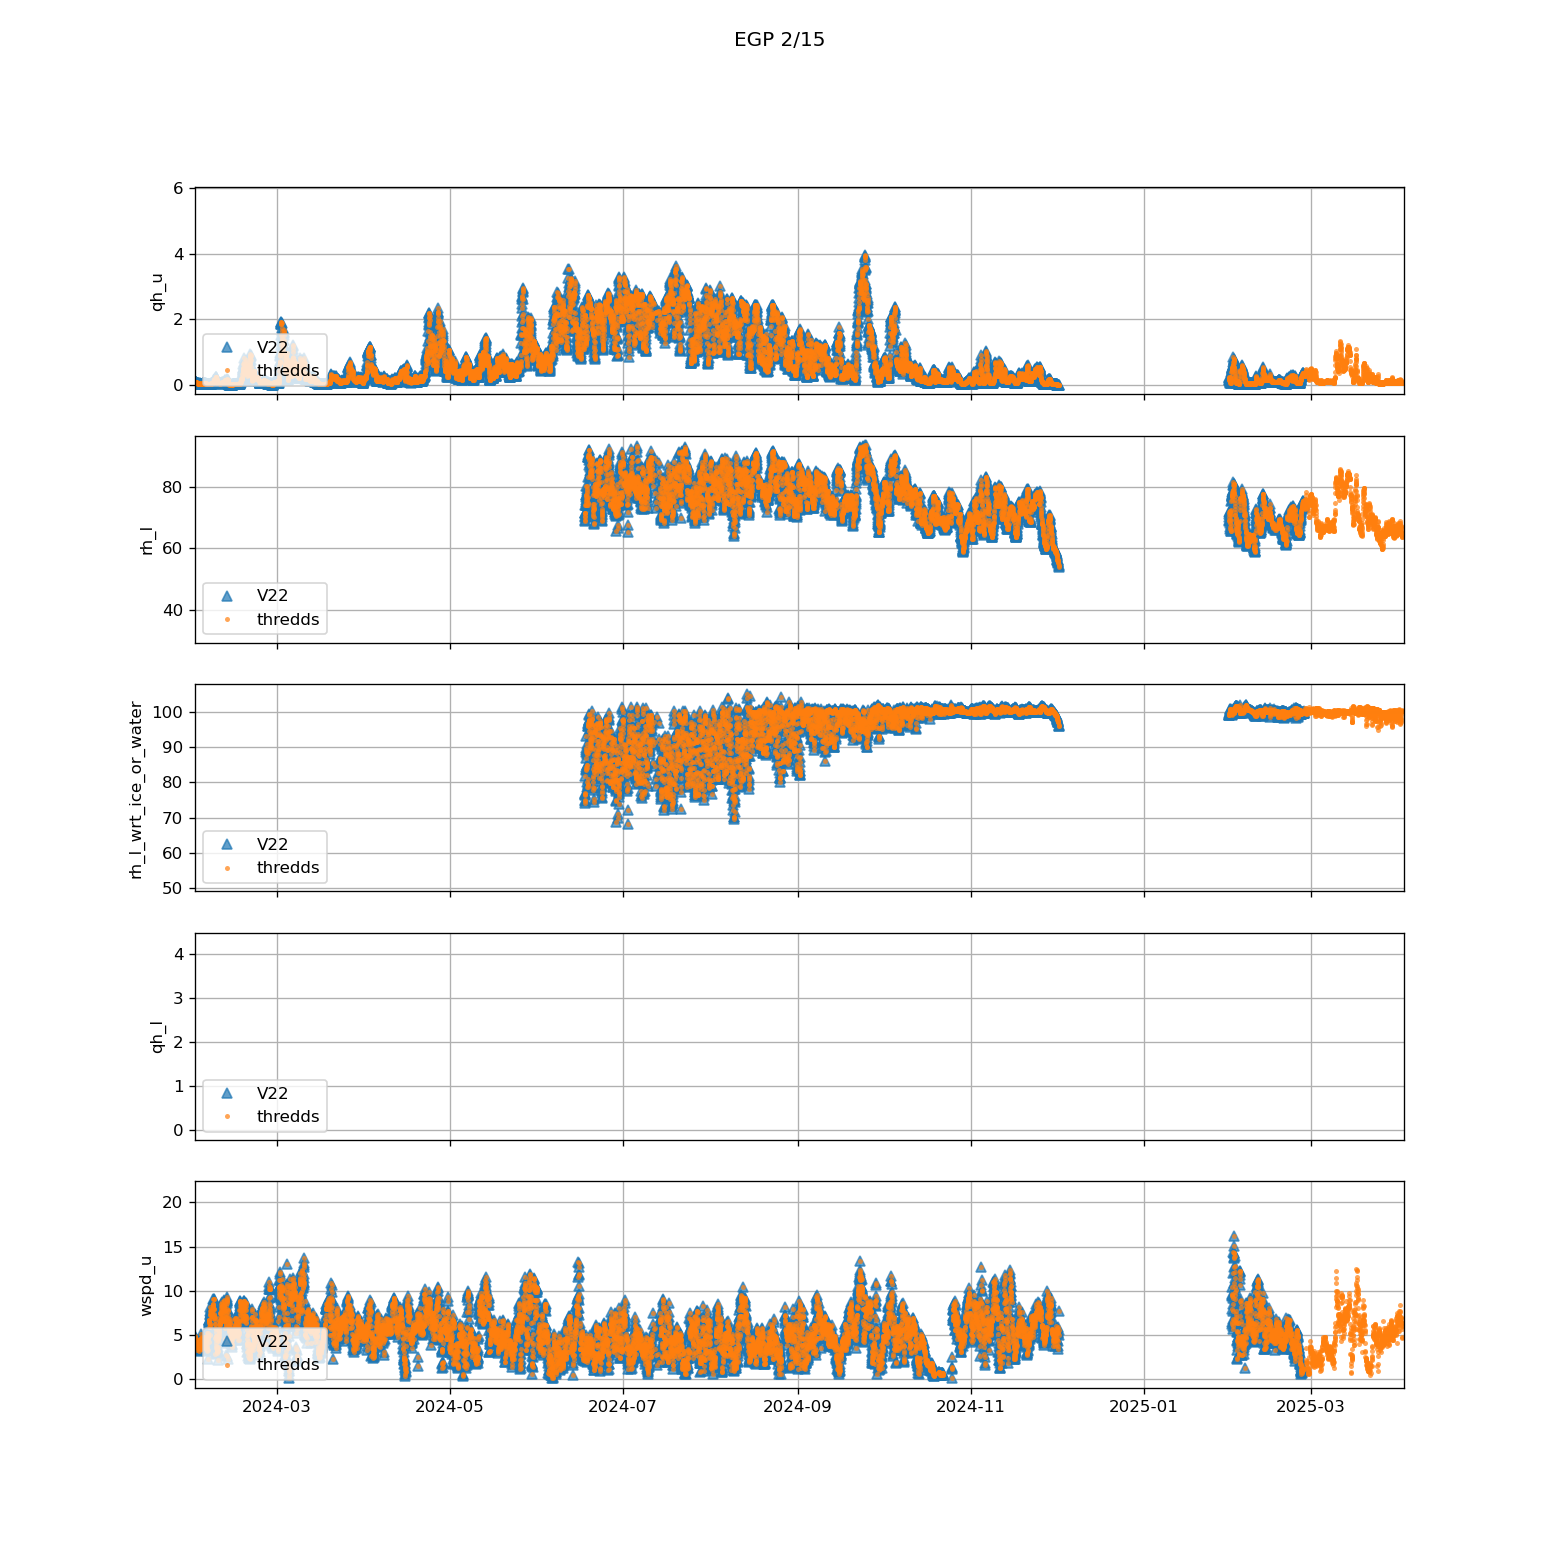 EGP 2/15
6
4
2
0
qh_u
V22
thredds
80
60
40
rh_l
V22
thredds
100
90
80
70
60
50
rh_l_wrt_ice_or_water
V22
thredds
4
3
2
1
0
qh_l
V22
thredds
20
15
10
5
0
wspd_u
V22
thredds
2024-03 2024-05 2024-07 2024-09 2024-11 2025-01 2025-03